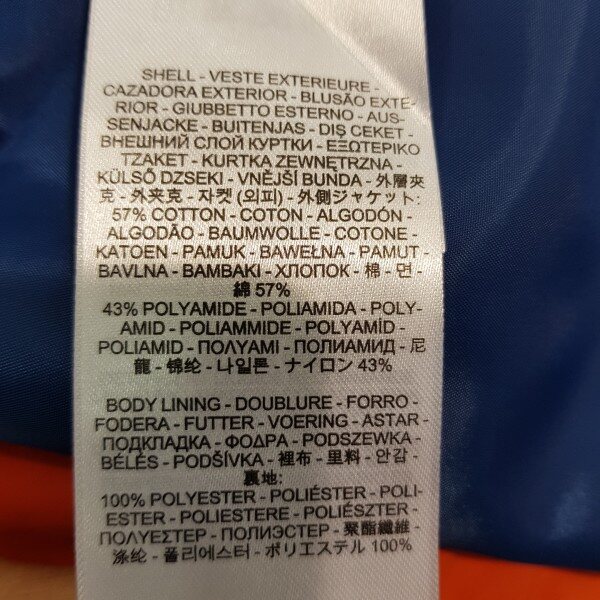 SHELL - VESTE EXTERIEURE -
CAZADORA EXTERIOR - BLUSÃO EXTE-
RIOR - GIUBBETTO ESTERNO - AUS-
SENJACKE - BUITENJAS - DIŞ CEKET -
ВНЕШНИЙ СЛОЙ КУРТКИ - ΕΞΩΤΕΡΙΚΟ
TZAKET - KURTKA ZEWNĘTRZNA -
KÜLSŐ DZSEKI - VNĚJŠÍ BUNDA - 外層夾
克 - 外夹克 - 자켓 (외피) - 外側ジャケット:
57% COTTON - COTON - ALGODÓN -
ALGODÃO - BAUMWOLLE - COTONE -
KATOEN - PAMUK - BAWEŁNA - PAMUT -
BAVLNA - BAMBAKI - ХЛОПОК - 棉 - 면 -
綿 57%
43% POLYAMIDE - POLIAMIDA - POLY-
AMID - POLIAMMIDE - POLYAMÍD -
POLIAMID - ΠΟΛΥΑΜΙ - ПОЛИАМИД - 尼
龍 - 锦纶 - 나일론 - ナイロン 43%
BODY LINING - DOUBLURE - FORRO -
FODERA - FUTTER - VOERING - ASTAR -
ПОДКЛАДКА - ΦΟΔΡΑ - PODSZEWKA -
BÉLÉS - PODŠÍVKA - 裡布 - 里料 - 안감 -
裏地:
100% POLYESTER - POLIÉSTER - POLI-
ESTER - POLIESTERE - POLIESZTER -
ΠΟΛΥΕΣΤΕΡ - ПОЛИЭСТЕР - 聚酯纖維 -
涤纶 - 폴리에스터 - ポリエステル 100%